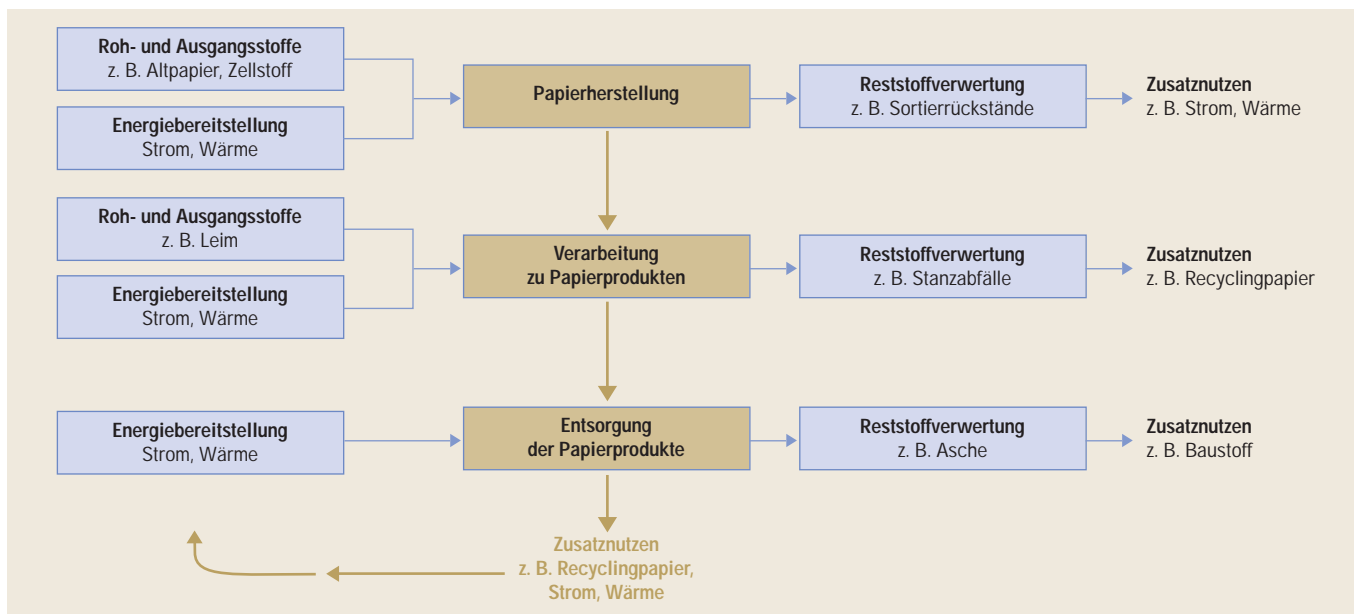 Roh- und Ausgangsstoffe
z. B. Altpapier, Zellstoff
Energiebereitstellung
Strom, Wärme
Papierherstellung
Reststoffverwertung
z. B. Sortierrückstände
Zusatznutzen
z. B. Strom, Wärme
Roh- und Ausgangsstoffe
z. B. Leim
Energiebereitstellung
Strom, Wärme
Verarbeitung
zu Papierprodukten
Reststoffverwertung
z. B. Stanzabfälle
Zusatznutzen
z. B. Recyclingpapier
Energiebereitstellung
Strom, Wärme
Entsorgung
der Papierprodukte
Reststoffverwertung
z. B. Asche
Zusatznutzen
z. B. Baustoff
Zusatznutzen
z. B. Recyclingpapier,
Strom, Wärme